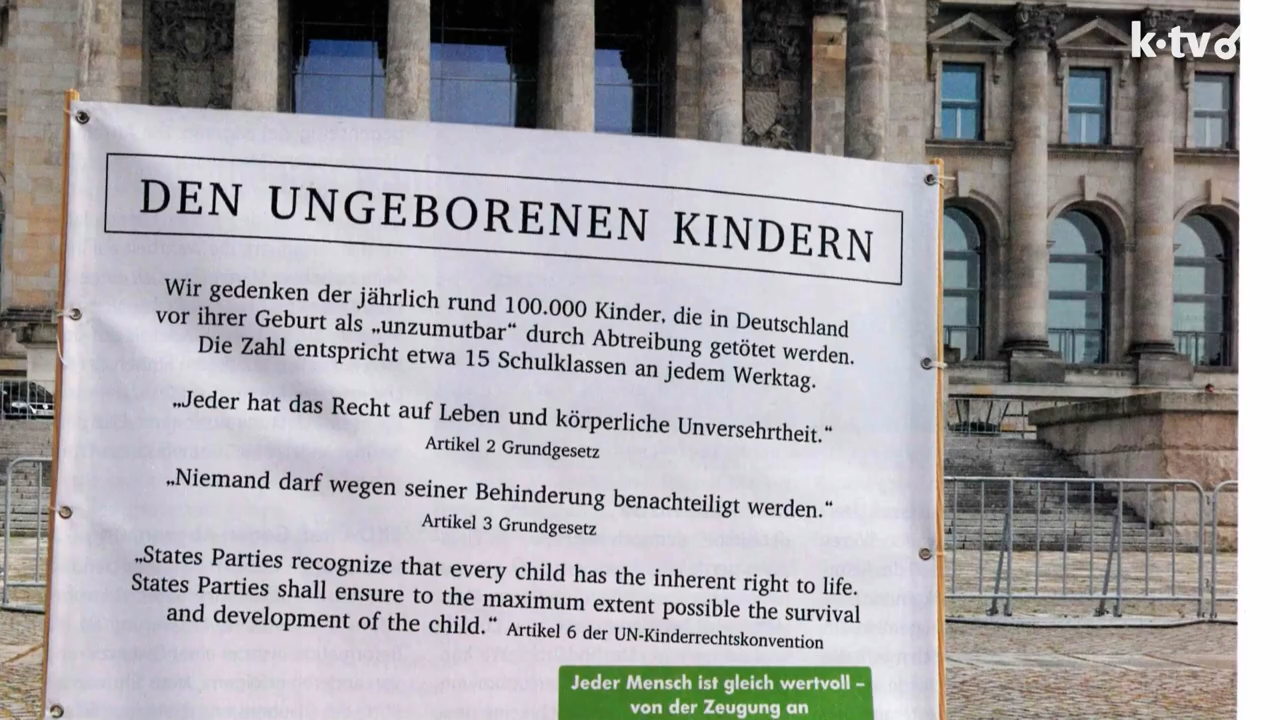 k-tv
DEN UNGEBORENEN KINDERN
Wir gedenken der jährlich rund 100.000 Kinder, die in Deutschland
vor ihrer Geburt als „unzumutbar“ durch Abtreibung getötet werden.
Die Zahl entspricht etwa 15 Schulklassen an jedem Werktag.
„Jeder hat das Recht auf Leben und körperliche Unversehrtheit.“
Artikel 2 Grundgesetz
„Niemand darf wegen seiner Behinderung benachteiligt werden.“
Artikel 3 Grundgesetz
„States Parties recognize that every child has the inherent right to life.
States Parties shall ensure to the maximum extent possible the survival
and development of the child.“ Artikel 6 der UN-Kinderrechtskonvention
Jeder Mensch ist gleich wertvoll –
von der Zeugung an